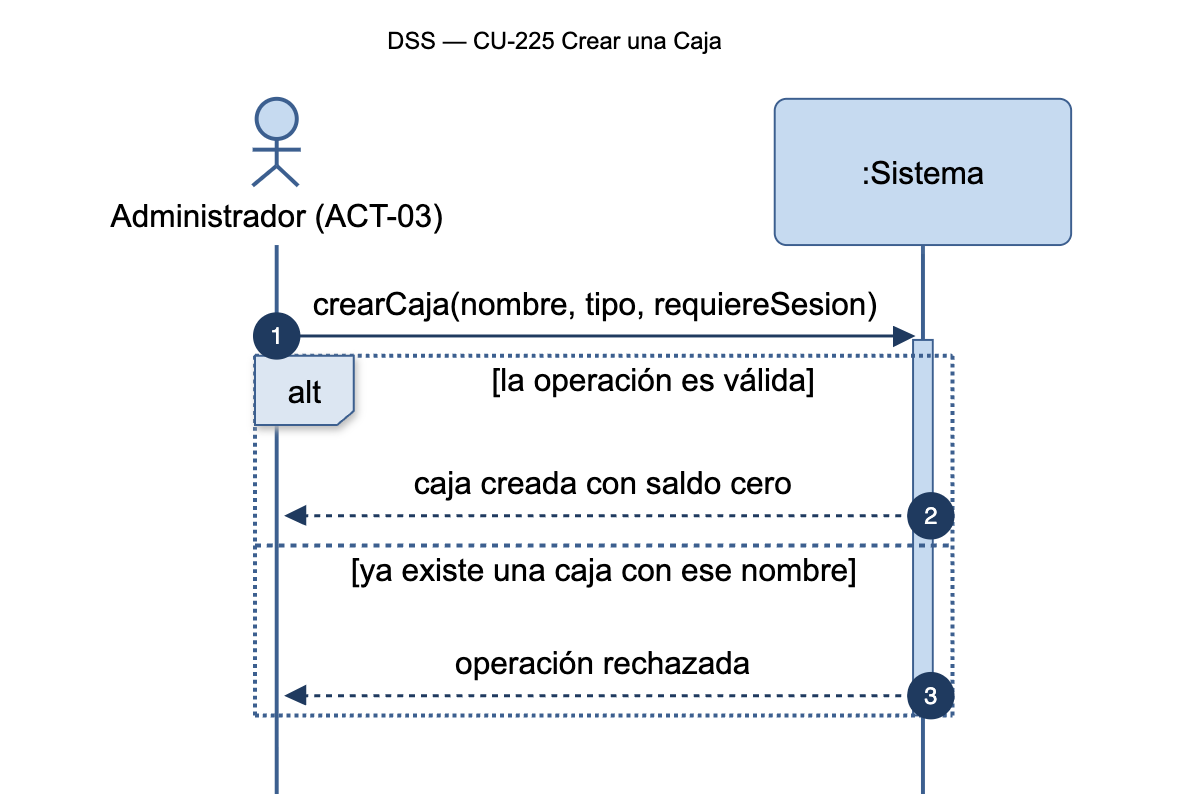 DSS — CU-225 Crear una Caja
:Sistema
Administrador (ACT-03)
crearCaja(nombre, tipo, requiereSesion)
1
alt
[la operación es válida]
caja creada con saldo cero
2
[ya existe una caja con ese nombre]
operación rechazada
3